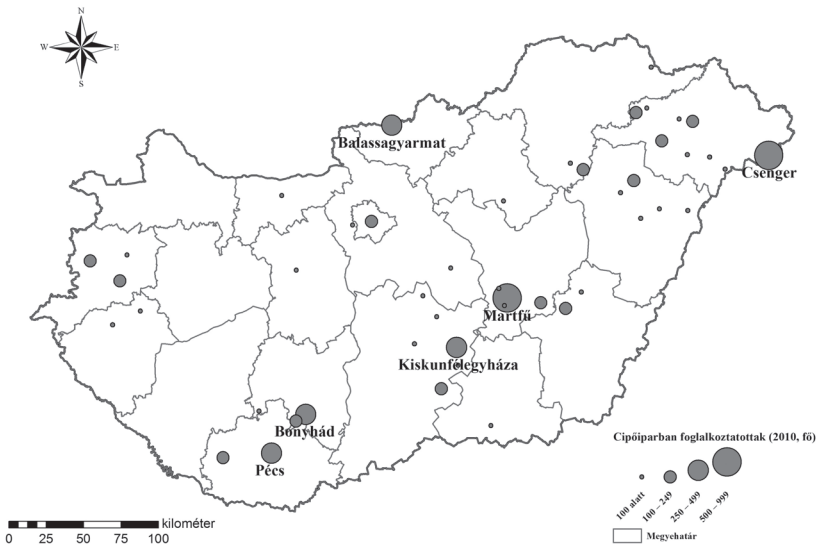 N
W E
S
Balassagyarmat
Csenger
Martfű
Kiskunfélegyháza
Bonyhád
Pécs
Cipőiparban foglalkoztatottak (2010, fő)
100 alatt
100 – 249
250 – 499
500 – 999
Megyehatár
kilométer
0 25 50 75 100